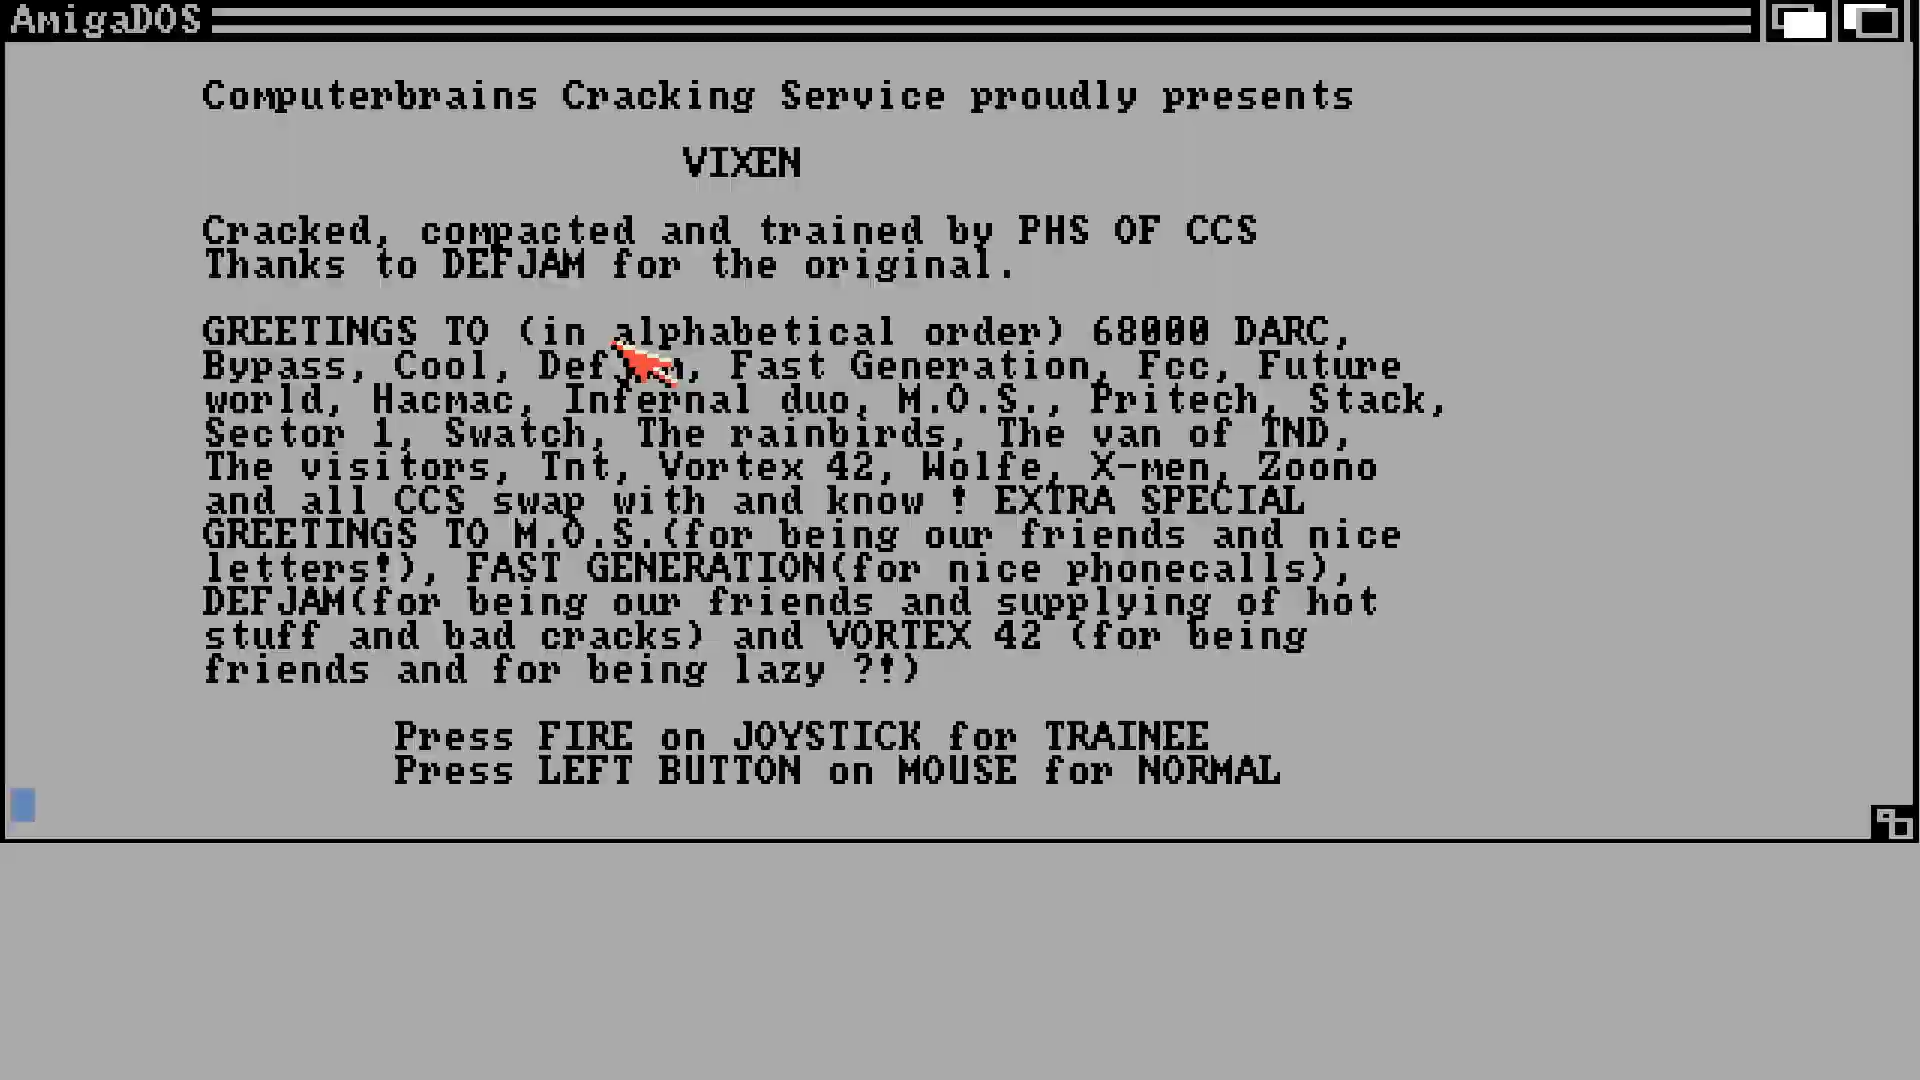 AmigaDOS
Computerbrains Cracking Service proudly presents
VIXEN
Cracked, compacted and trained by PHS OF CCS
Thanks to DEFJAM for the original.
GREETINGS TO (in alphabetical order) 68000 DARC,
Bypass, Cool, Defjam, Fast Generation, Fcc, Future
world, Hacmac, Infernal duo, M.O.S., Pritech, Stack,
Sector 1, Swatch, The rainbirds, The van of TND,
The visitors, Tnt, Vortex 42, Wolfe, X-men, Zoono
and all CCS swap with and know ! EXTRA SPECIAL
GREETINGS TO M.O.S.(for being our friends and nice
letters!), FAST GENERATION(for nice phonecalls),
DEFJAM(for being our friends and supplying of hot
stuff and bad cracks) and VORTEX 42 (for being
friends and for being lazy ?!)
Press FIRE on JOYSTICK for TRAINEE
Press LEFT BUTTON on MOUSE for NORMAL